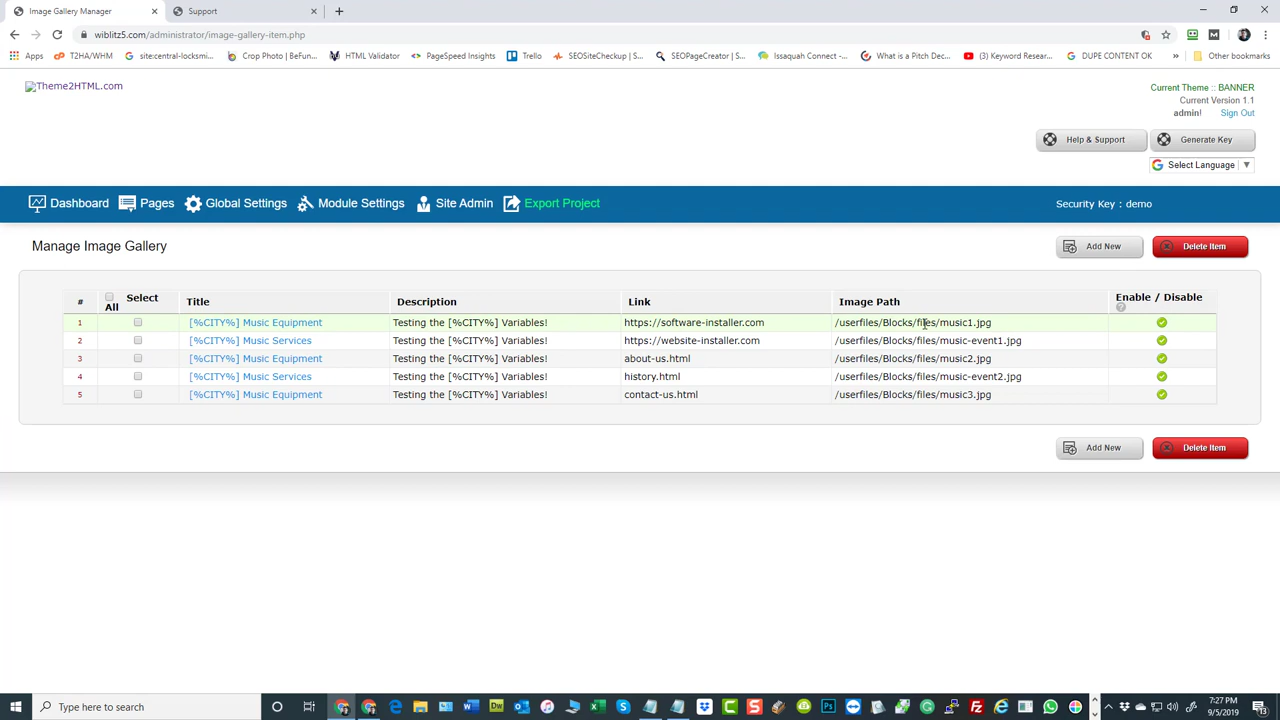 Image Gallery Manager
Support
wiblitz5.com/administrator/image-gallery-item.php
Apps
T2HA/WHM
site:central-locksmi...
Crop Photo | BeFun...
HTML Validator
PageSpeed Insights
Trello
SEOSiteCheckup | S...
SEOPageCreator | S...
Issaquah Connect -...
What is a Pitch Dec...
(3) Keyword Resear...
DUPE CONTENT OK
»
Other bookmarks
Theme2HTML.com
Current Theme :: BANNER
Current Version 1.1
admin! Sign Out
Help & Support
Generate Key
Select Language ▼
Dashboard
Pages
Global Settings
Module Settings
Site Admin
Export Project
Security Key : demo
Manage Image Gallery
Add New
Delete Item
# Select All Title Description Link Image Path Enable / Disable
1 [%CITY%] Music Equipment Testing the [%CITY%] Variables! https://software-installer.com /userfiles/Blocks/files/music1.jpg
2 [%CITY%] Music Services Testing the [%CITY%] Variables! https://website-installer.com /userfiles/Blocks/files/music-event1.jpg
3 [%CITY%] Music Equipment Testing the [%CITY%] Variables! about-us.html /userfiles/Blocks/files/music2.jpg
4 [%CITY%] Music Services Testing the [%CITY%] Variables! history.html /userfiles/Blocks/files/music-event2.jpg
5 [%CITY%] Music Equipment Testing the [%CITY%] Variables! contact-us.html /userfiles/Blocks/files/music3.jpg
Add New
Delete Item
Type here to search
7:27 PM
9/5/2019